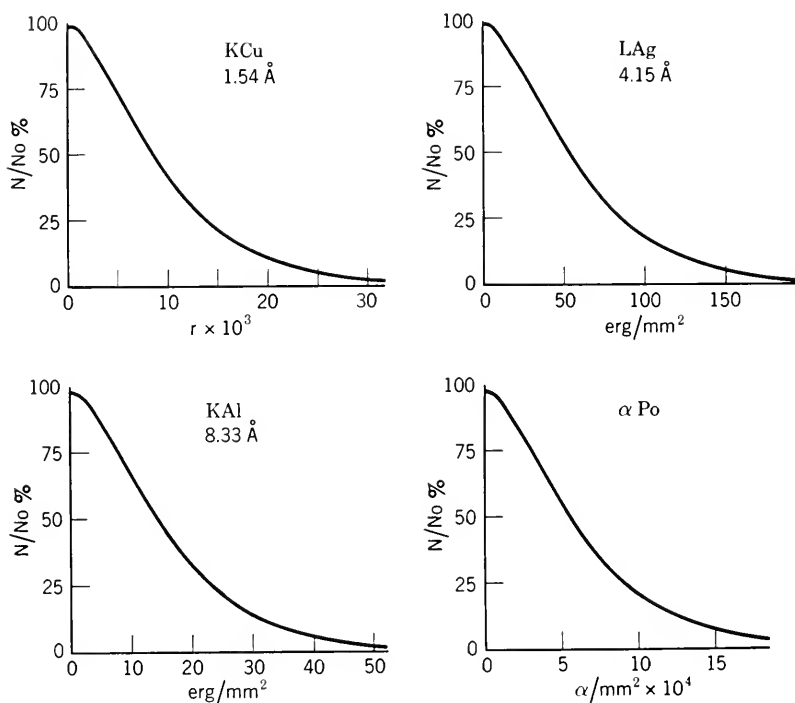 100
75
50
25
0
N/No %
KCu
1.54 Å
0 10 20 30
r × 10³
100
75
50
25
0
N/No %
LAg
4.15 Å
0 50 100 150
erg/mm²
100
75
50
25
0
N/No %
KAl
8.33 Å
0 10 20 30 40 50
erg/mm²
100
75
50
25
0
N/No %
α Po
0 5 10 15
α/mm² × 10⁴